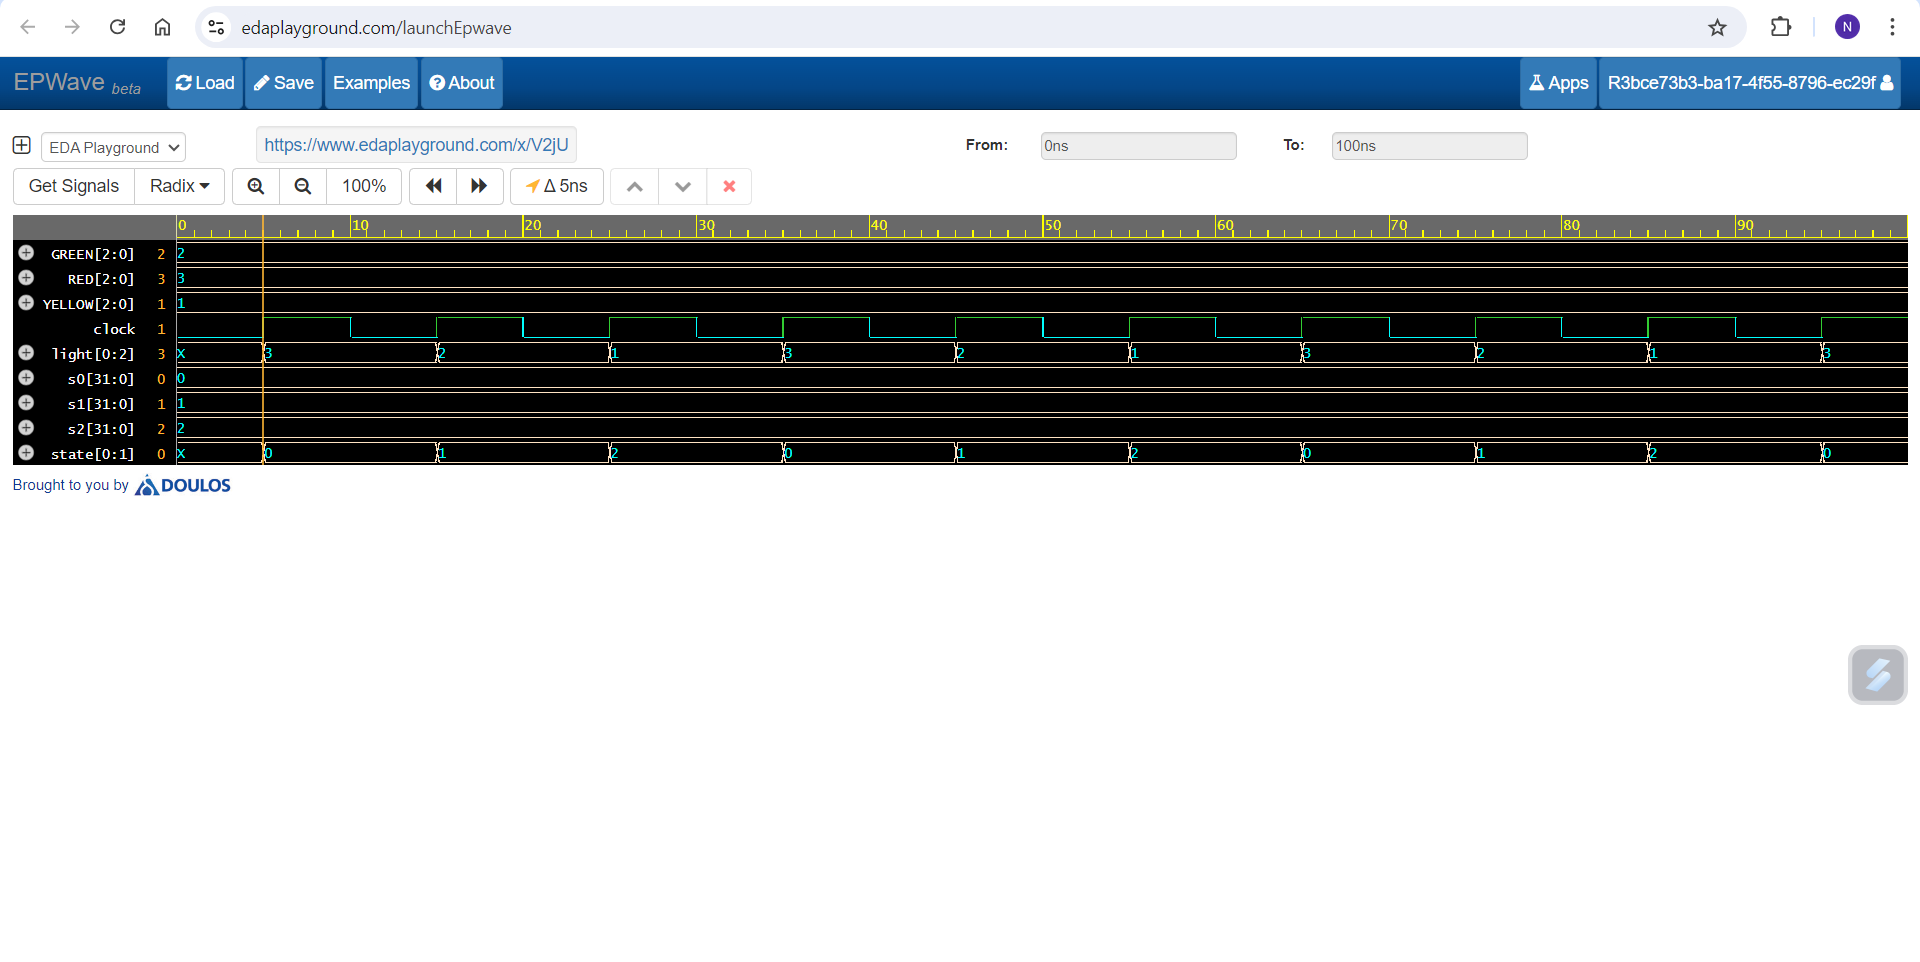 edaplayground.com/launchEpwave N
EPWave beta Load Save Examples About Apps R3bce73b3-ba17-4f55-8796-ec29f
EDA Playground https://www.edaplayground.com/x/V2jU From: 0ns To: 100ns
Get Signals Radix 100% Δ 5ns
0 10 20 30 40 50 60 70 80 90
GREEN[2:0] 2 2
RED[2:0] 3 3
YELLOW[2:0] 1 1
clock 1
light[0:2] 3 X 3 2 1 3 2 1 3 2 1 3
s0[31:0] 0 0
s1[31:0] 1 1
s2[31:0] 2 2
state[0:1] 0 X 0 1 2 0 1 2 0 1 2 0
Brought to you by DOULOS